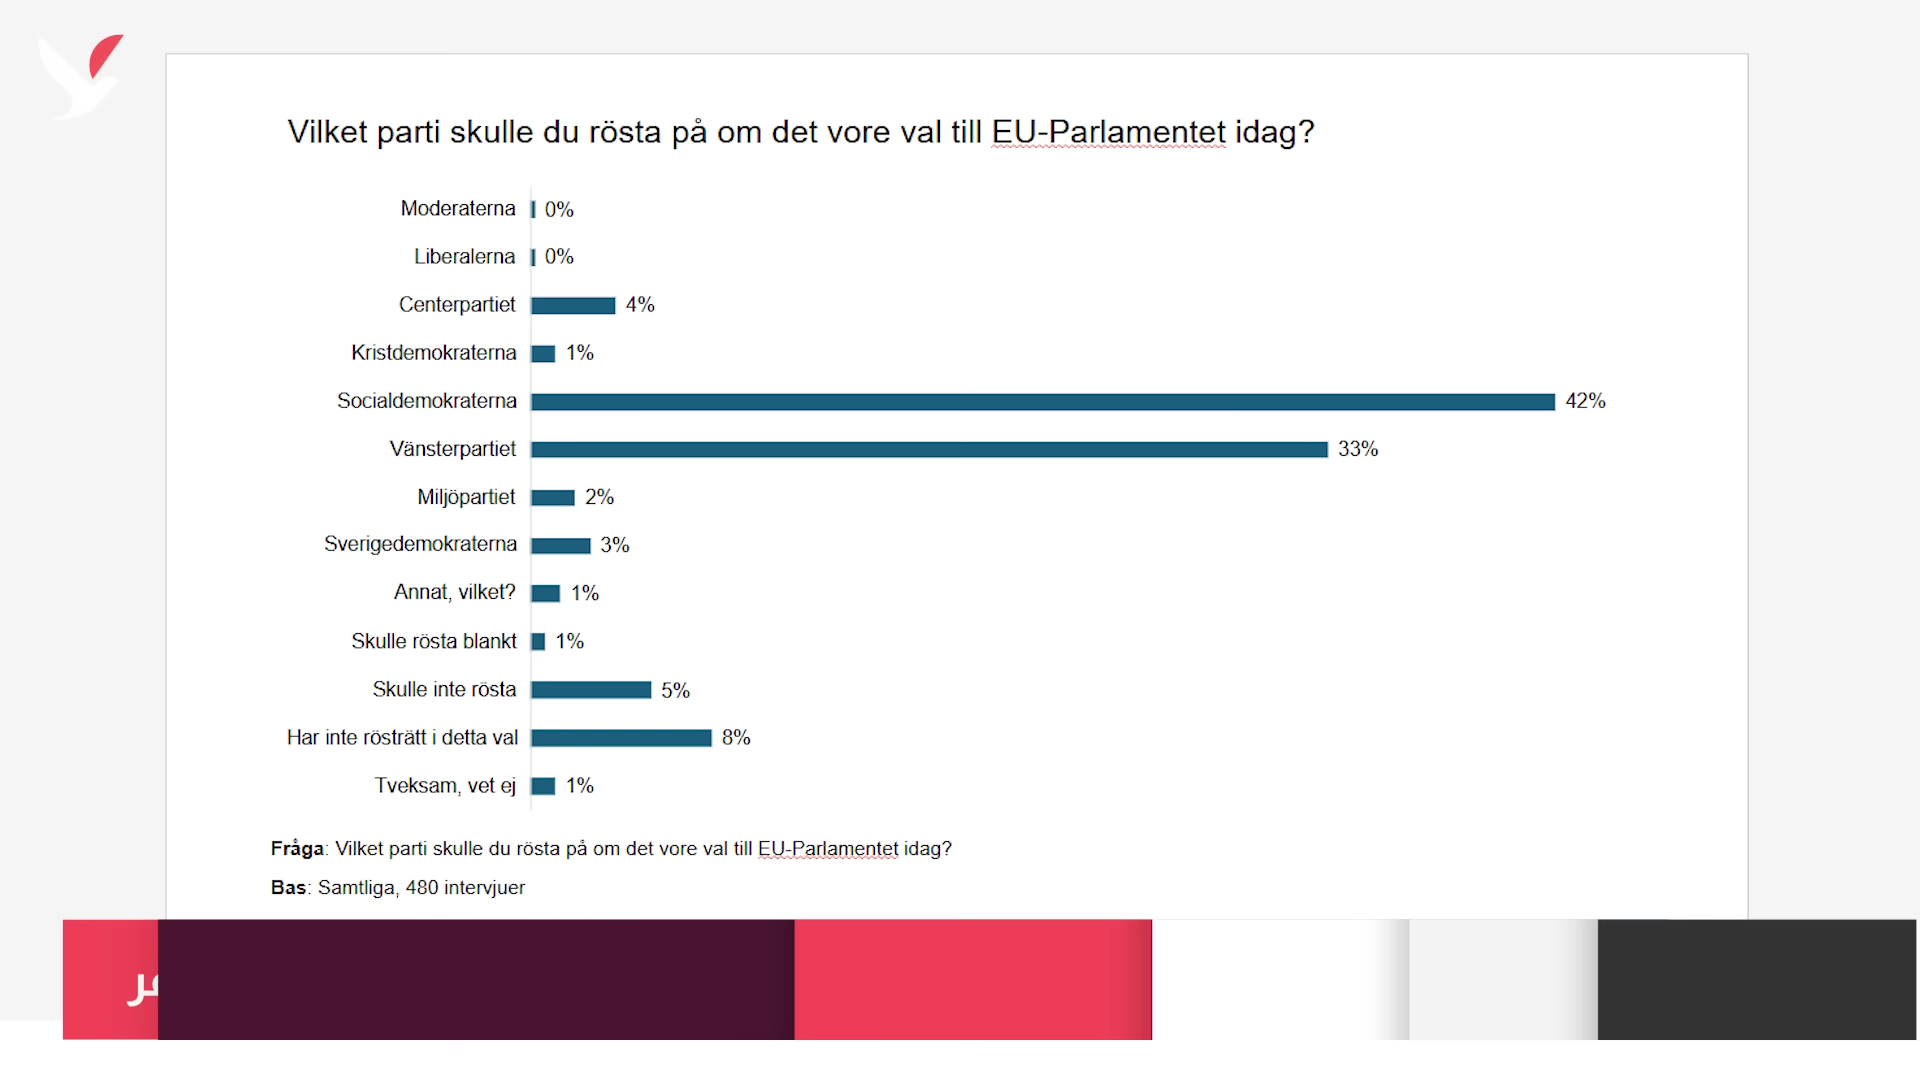 Vilket parti skulle du rösta på om det vore val till EU-Parlamentet idag?
Moderaterna 0%
Liberalerna 0%
Centerpartiet 4%
Kristdemokraterna 1%
Socialdemokraterna 42%
Vänsterpartiet 33%
Miljöpartiet 2%
Sverigedemokraterna 3%
Annat, vilket? 1%
Skulle rösta blankt 1%
Skulle inte rösta 5%
Har inte rösträtt i detta val 8%
Tveksam, vet ej 1%
Fråga: Vilket parti skulle du rösta på om det vore val till EU-Parlamentet idag?
Bas: Samtliga, 480 intervjuer